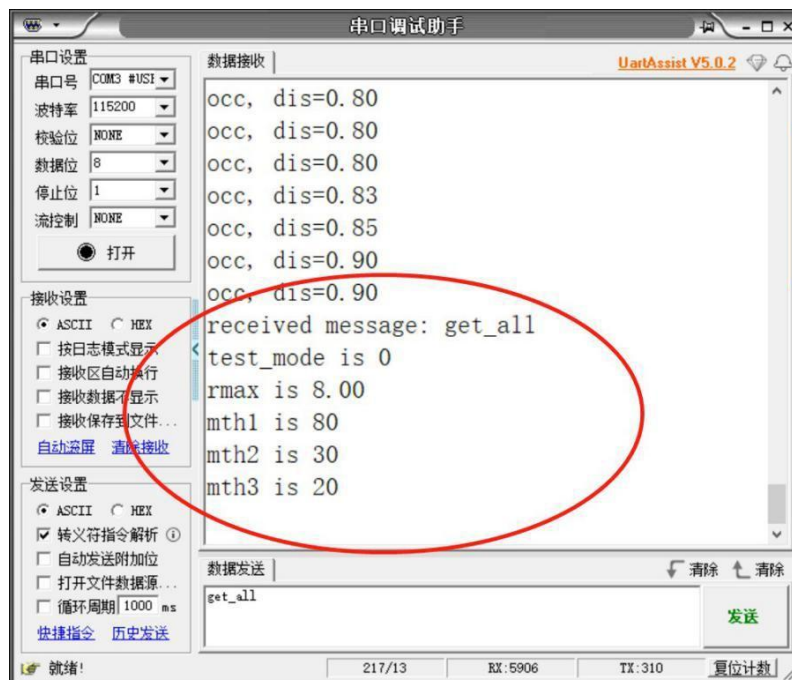 串口调试助手
串口设置
串口号 COM3 #USI
波特率 115200
校验位 NONE
数据位 8
停止位 1
流控制 NONE
打开
接收设置
ASCII HEX
按日志模式显示
接收区自动换行
接收数据不显示
接收保存到文件...
自动滚屏 清除接收
发送设置
ASCII HEX
转义符指令解析
自动发送附加位
打开文件数据源...
循环周期 1000 ms
快捷指令 历史发送
数据接收 UartAssist V5.0.2
occ, dis=0.80
occ, dis=0.80
occ, dis=0.80
occ, dis=0.83
occ, dis=0.85
occ, dis=0.90
occ, dis=0.90
received message: get_all
test_mode is 0
rmax is 8.00
mth1 is 80
mth2 is 30
mth3 is 20
数据发送 清除 清除
get_all
发送
就绪! 217/13 RX:5906 TX:310 复位计数